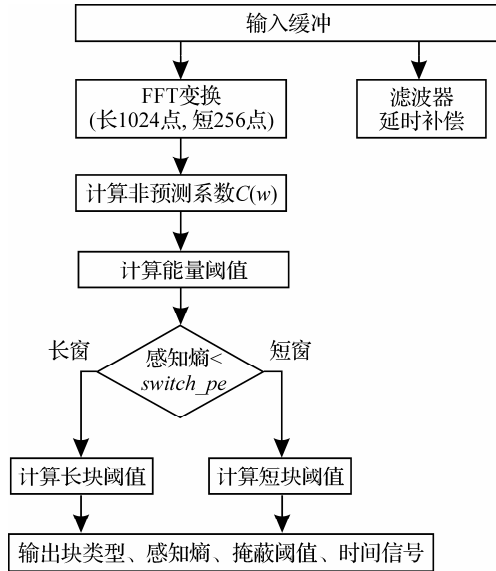 输入缓冲
FFT变换
(长1024点, 短256点)
滤波器
延时补偿
计算非预测系数C(w)
计算能量阈值
长窗
感知熵<
switch_pe
短窗
计算长块阈值
计算短块阈值
输出块类型、感知熵、掩蔽阈值、时间信号